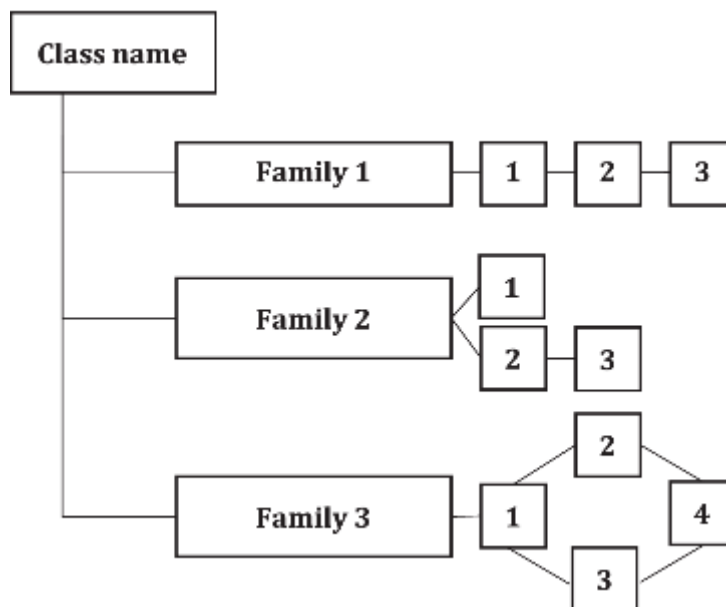 Class name
Family 1 1 2 3
1
Family 2
2 3
2
Family 3 1 4
3